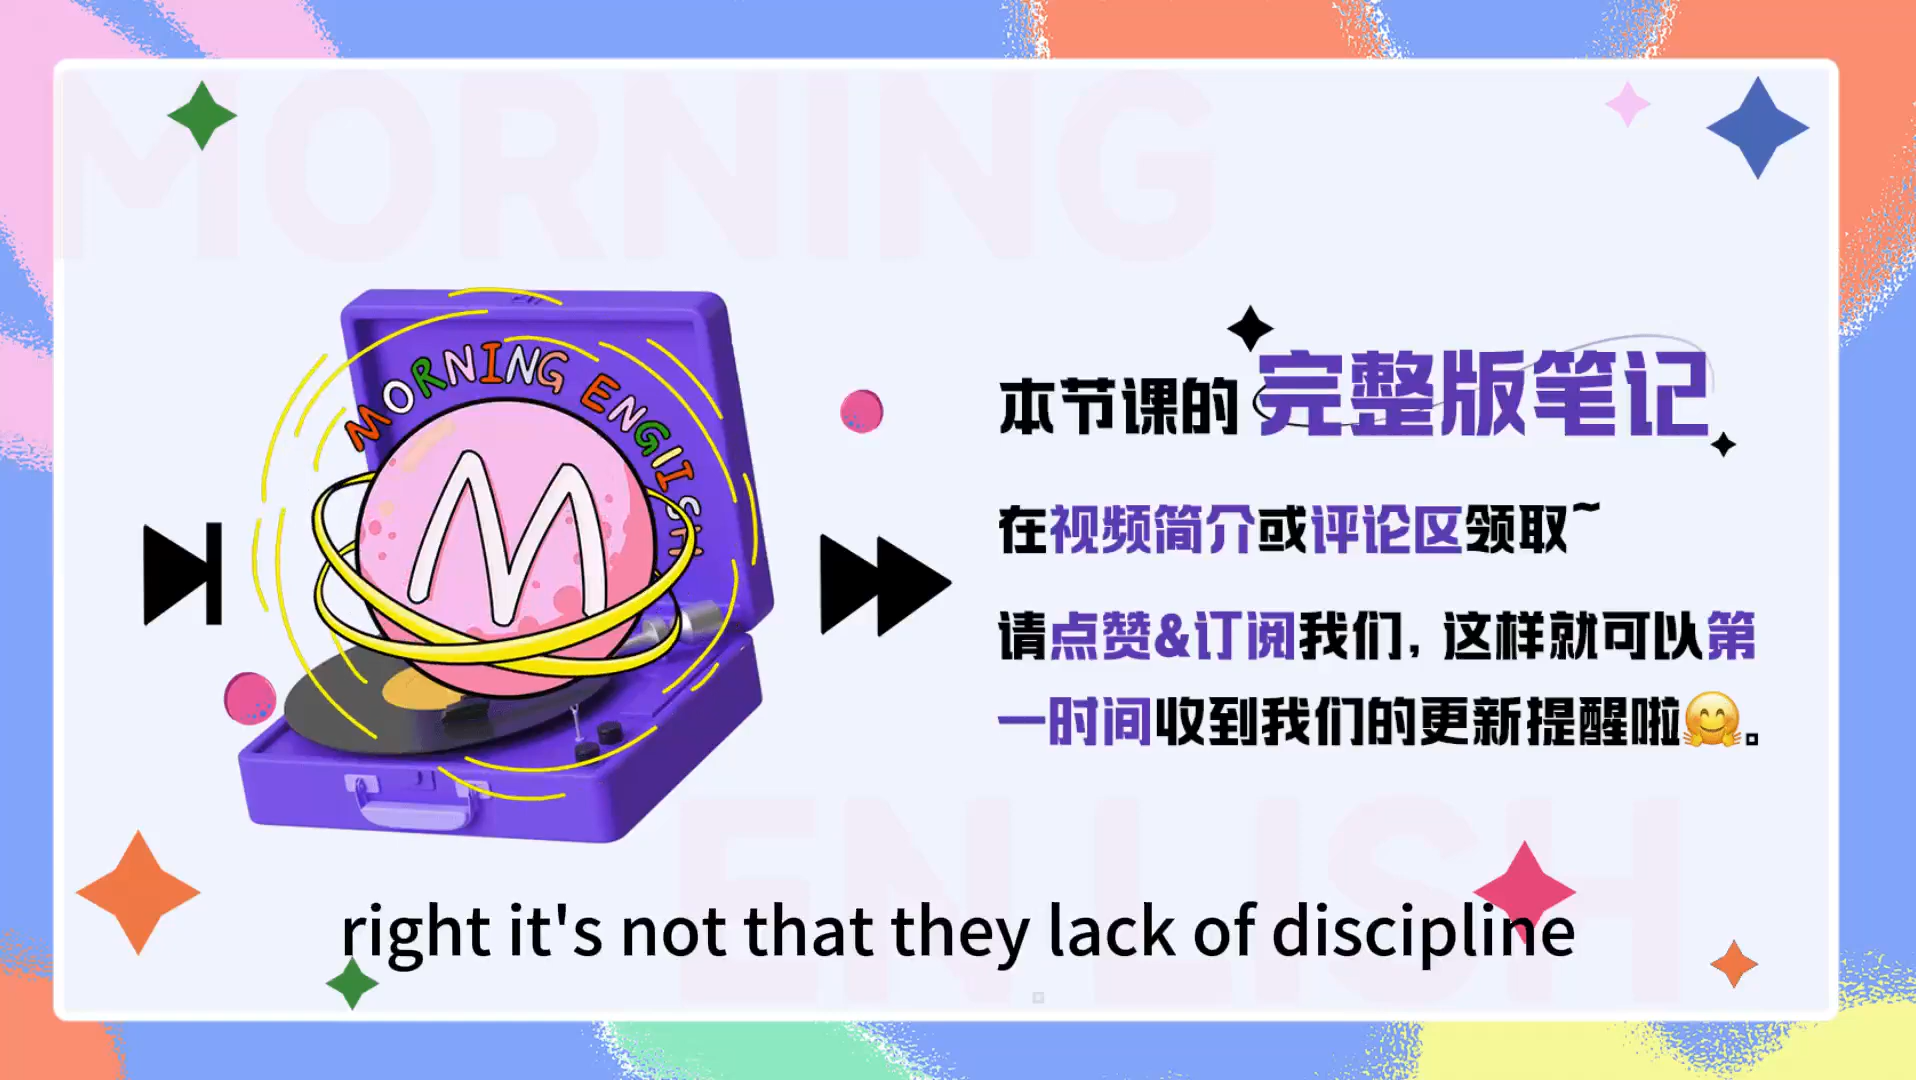 MORNING
MORNING ENGlISH
M
本节课的 完整版笔记
在视频简介或评论区领取~
请点赞&订阅我们，这样就可以第
一时间收到我们的更新提醒啦🤗。
ENLISH
right it's not that they lack of discipline